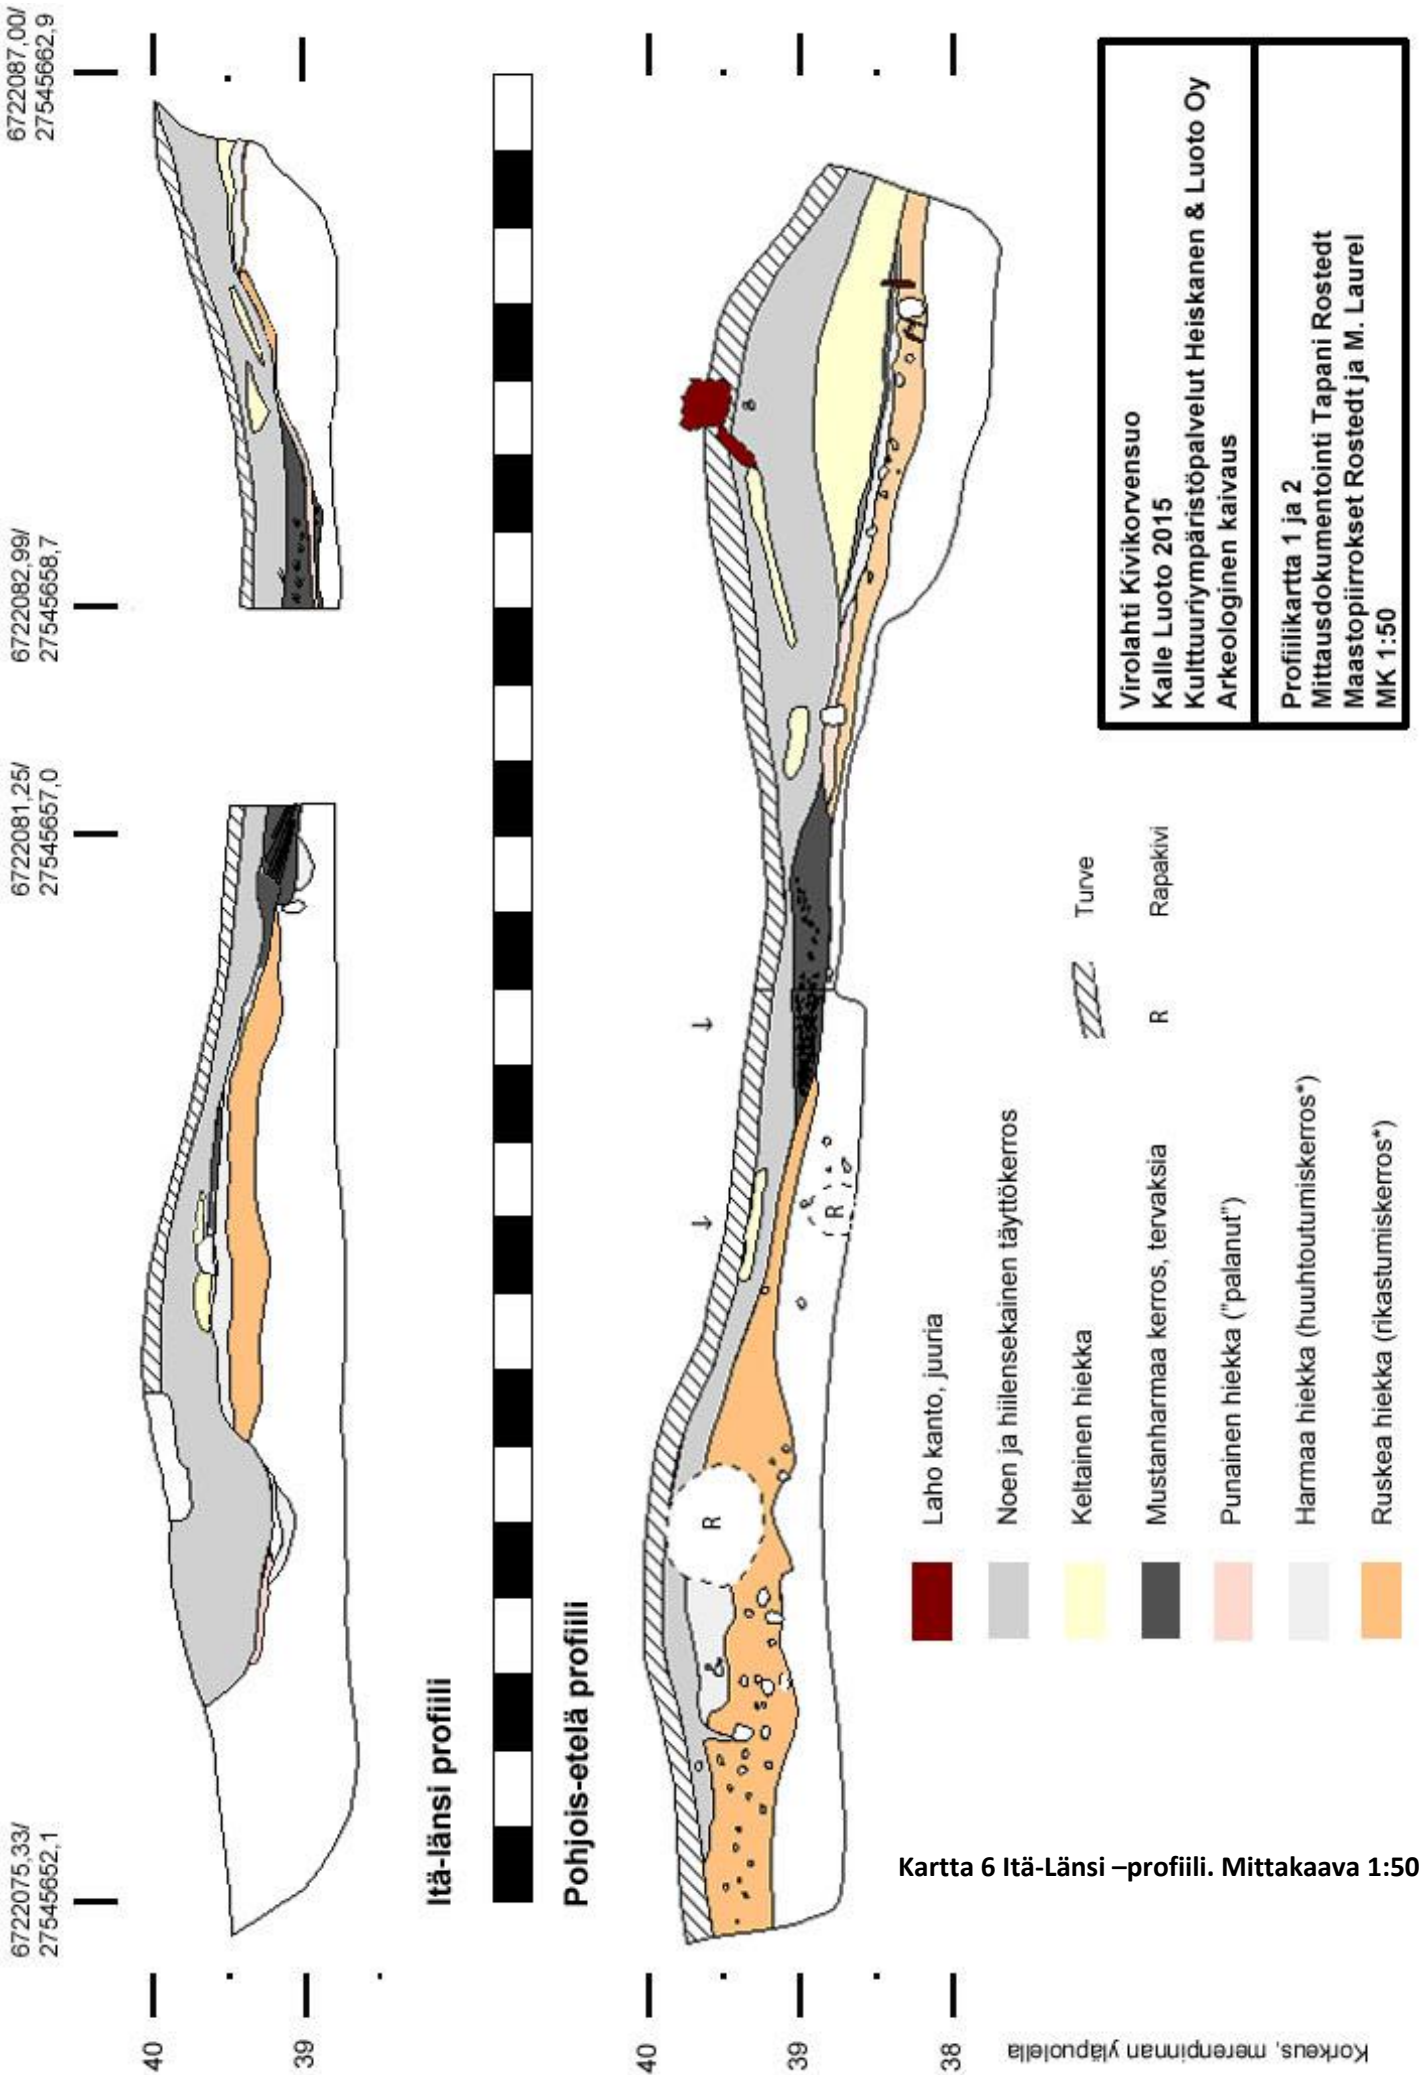 6722075,33/
27545652,1
6722081,25/
27545657,0
6722082,99/
27545658,7
6722087,00/
27545662,9
40
39
Itä-länsi profiili
Pohjois-etelä profiili
40
39
38
Korkeus, merenpinnan yläpuolella
R
R
Laho kanto, juuria
Noen ja hiilensekainen täyttökerros
Keltainen hiekka
Mustanharmaa kerros, tervaksia
Punainen hiekka ("palanut")
Harmaa hiekka (huuhtoutumiskerros*)
Ruskea hiekka (rikastumiskerros*)
Turve
R Rapakivi
Virolahti Kivikorvensuo
Kalle Luoto 2015
Kulttuuriympäristöpalvelut Heiskanen & Luoto Oy
Arkeologinen kaivaus
Profiilikartta 1 ja 2
Mittausdokumentointi Tapani Rostedt
Maastopiirrokset Rostedt ja M. Laurel
MK 1:50
Kartta 6 Itä-Länsi –profiili. Mittakaava 1:50